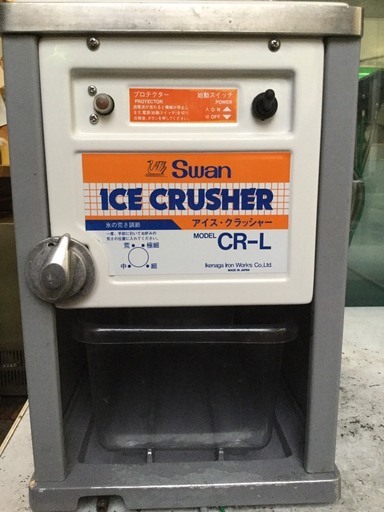 プロテクター
PROTECTOR
始動スイッチ
POWER
ON
OFF
Swan
ICE CRUSHER
アイス・クラッシャー
氷の荒さ調節
荒
極細
中
細
MODEL CR-L
Ikenaga Iron Works Co.,Ltd.
MADE IN JAPAN